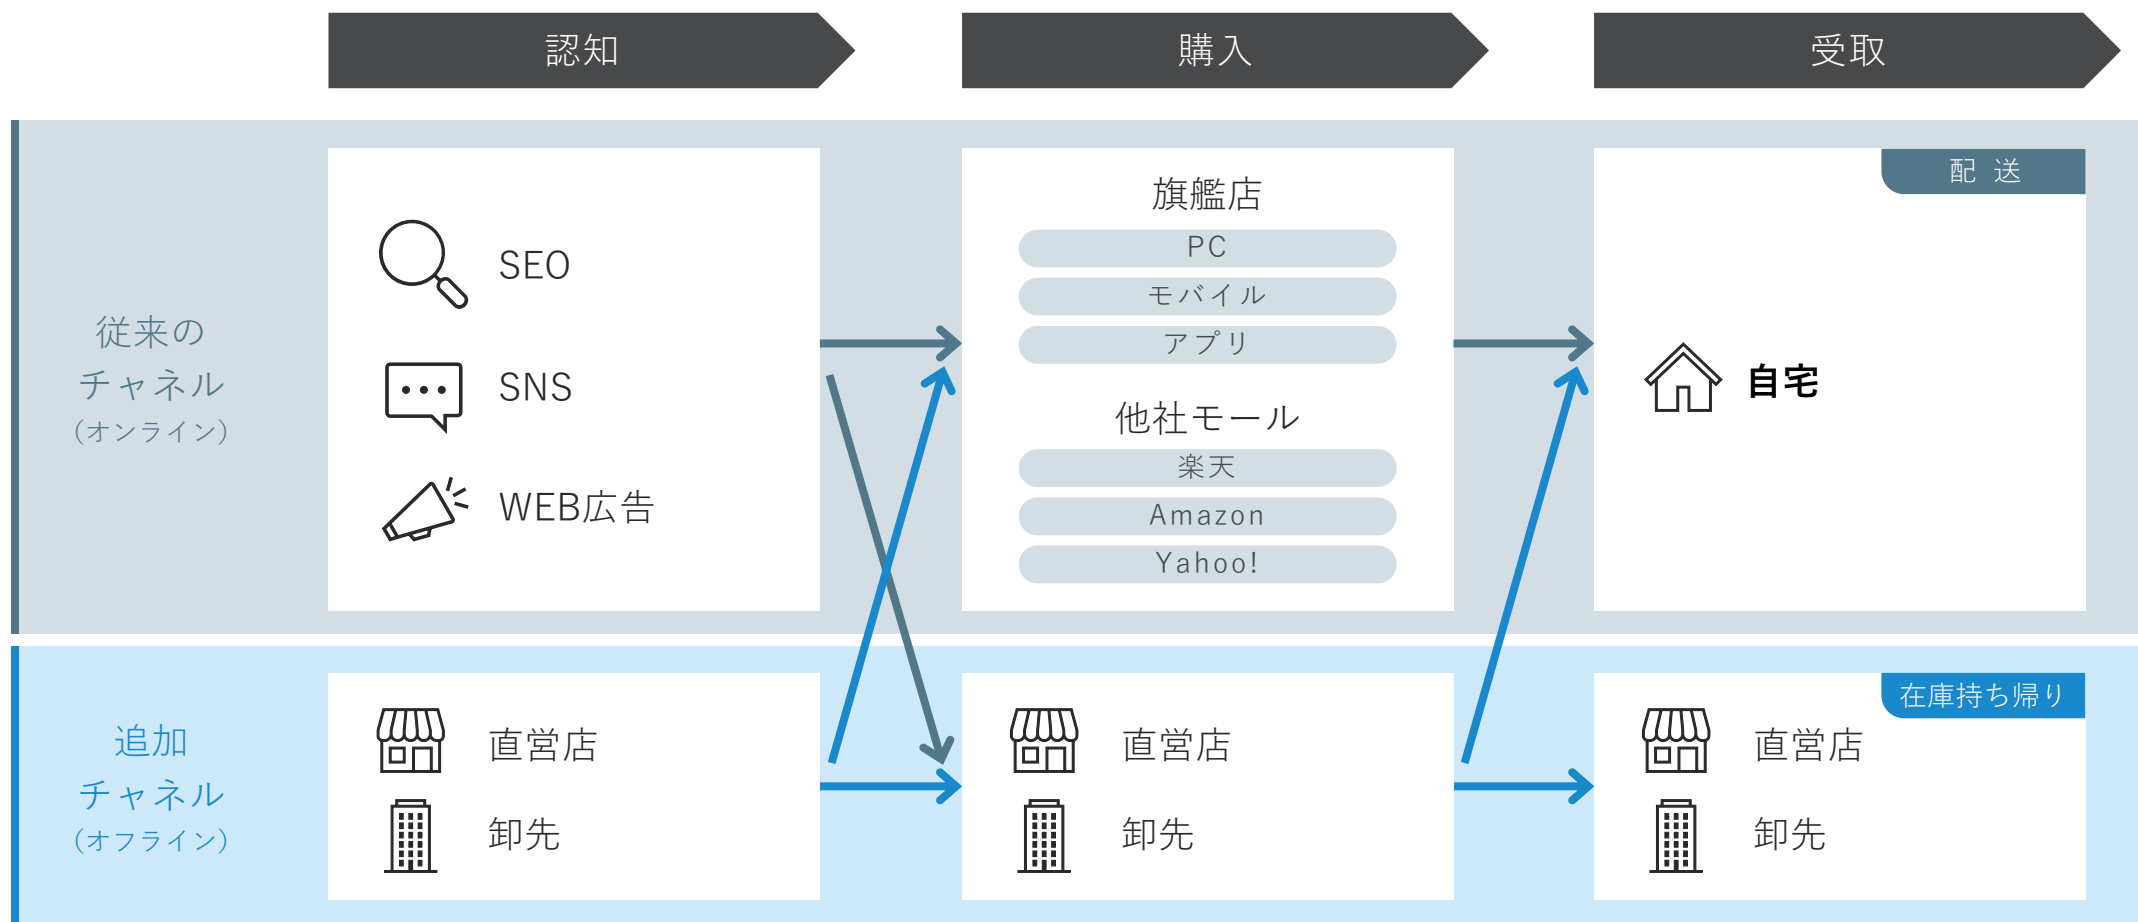 認知
購入
受取
従来の
チャネル
（オンライン）
SEO
SNS
WEB広告
旗艦店
PC
モバイル
アプリ
他社モール
楽天
Amazon
Yahoo!
配 送
自宅
追加
チャネル
（オフライン）
直営店
卸先
直営店
卸先
在庫持ち帰り
直営店
卸先